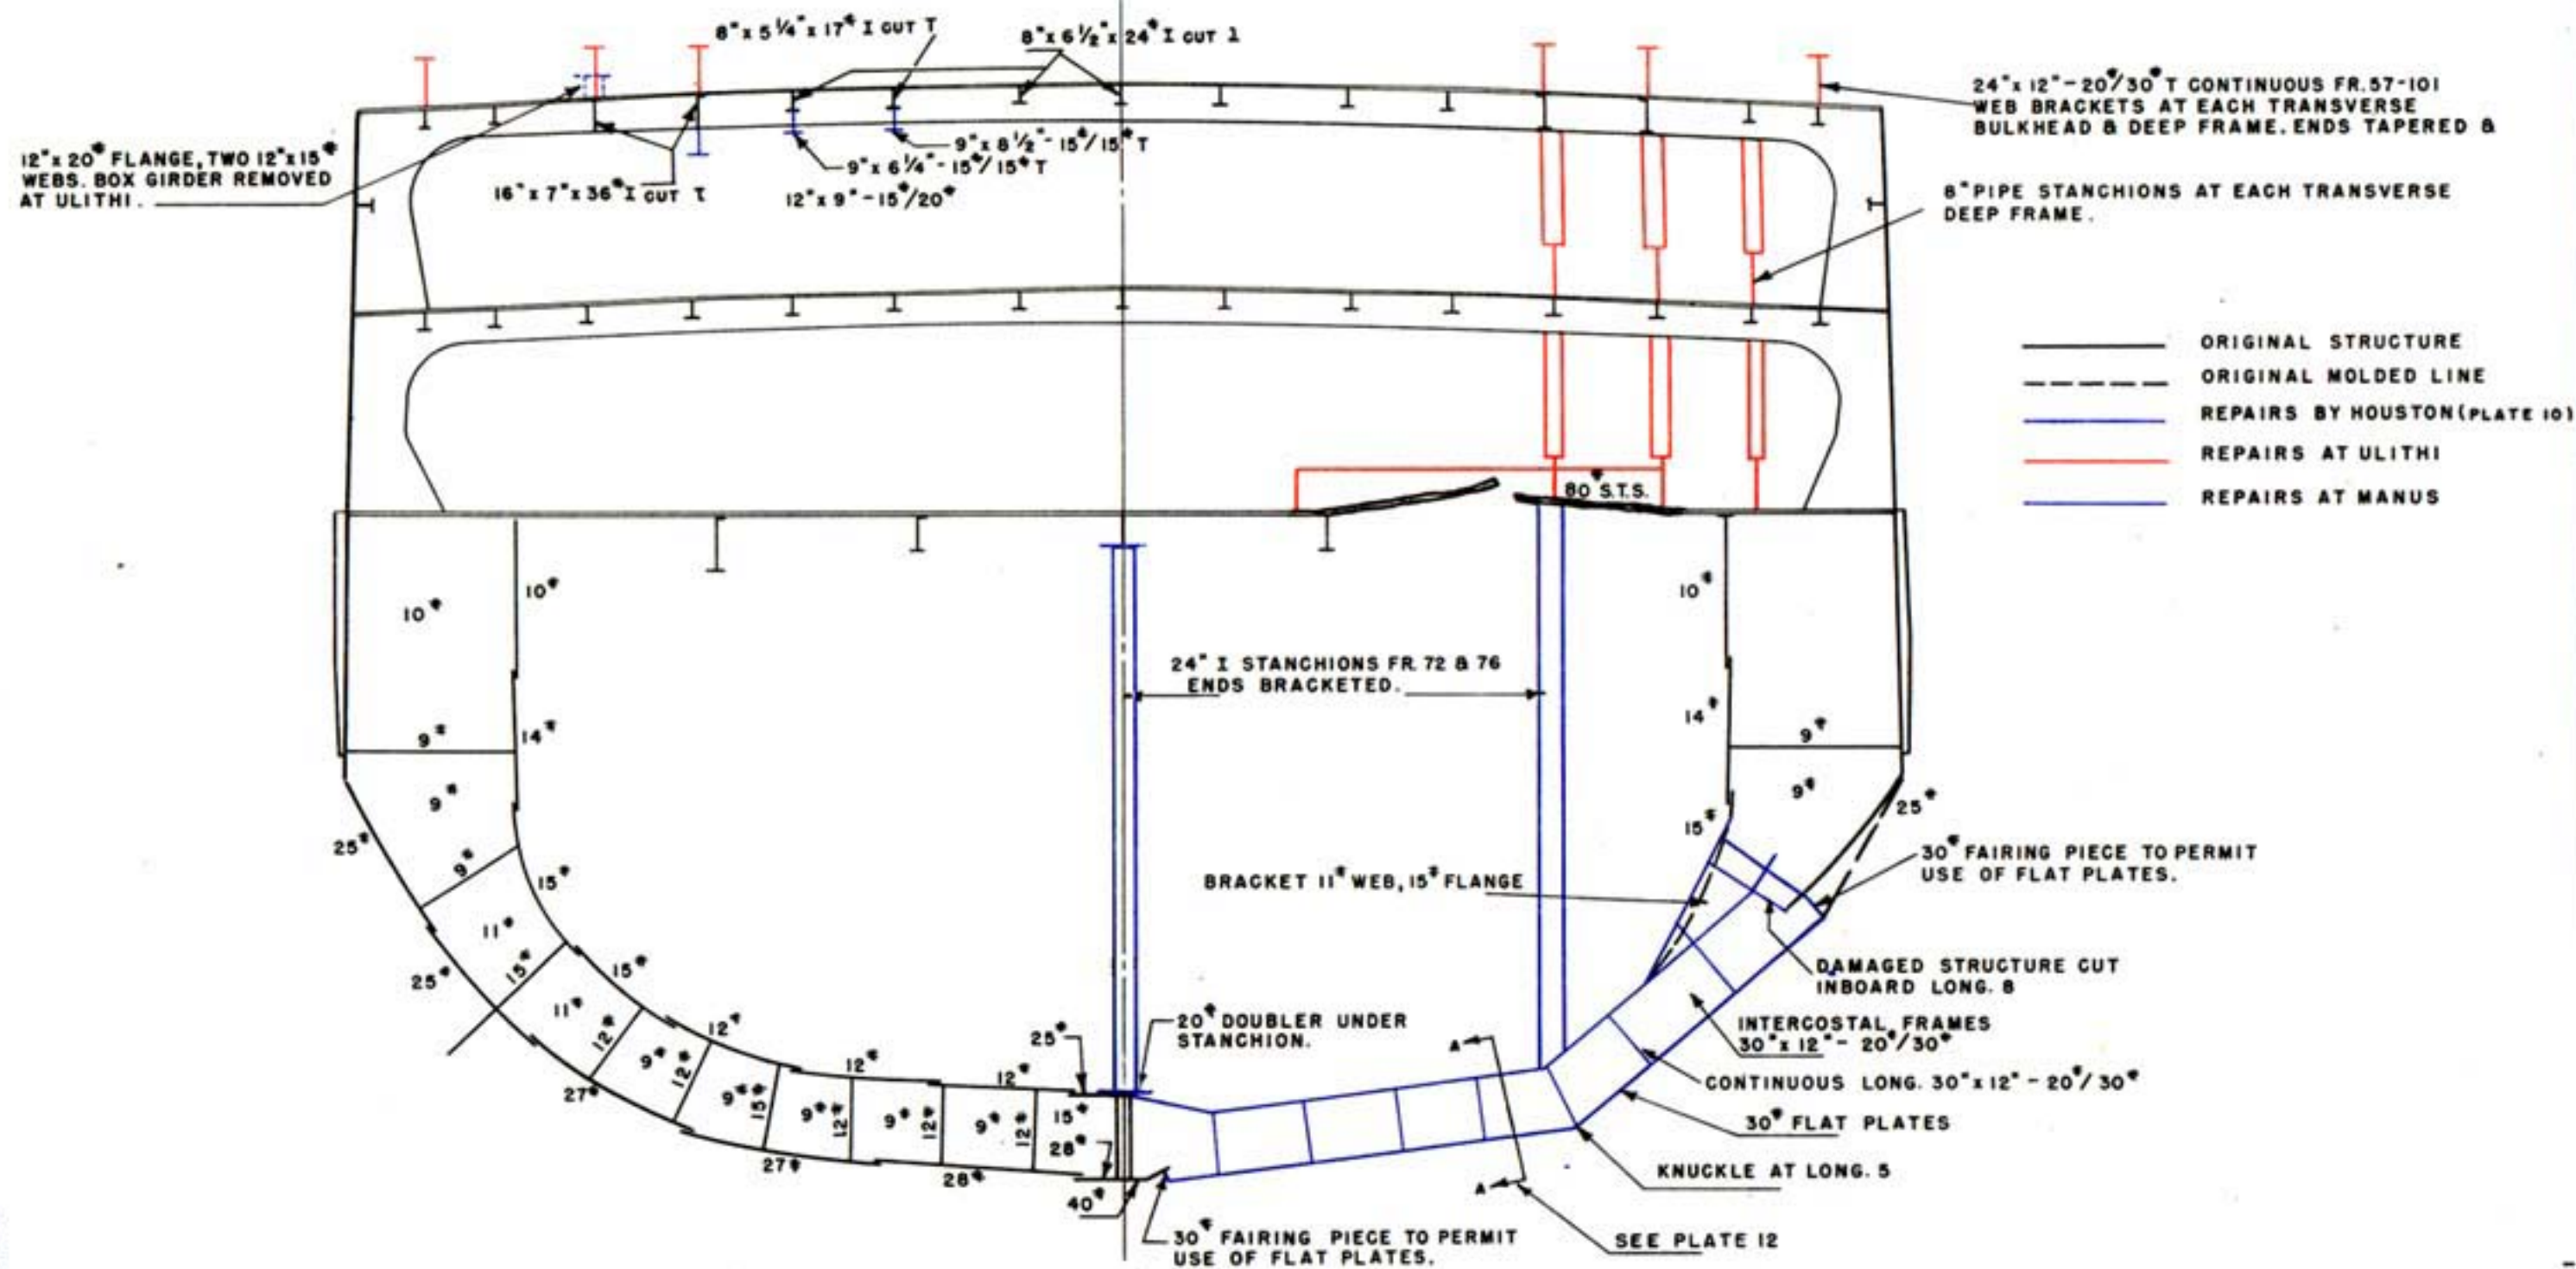 8" x 5 1/4" x 17# I CUT T
8" x 6 1/2" x 24# I CUT
24" x 12" - 20#/30# T CONTINUOUS FR. 57-101
WEB BRACKETS AT EACH TRANSVERSE
BULKHEAD & DEEP FRAME. ENDS TAPERED &
12" x 20# FLANGE, TWO 12" x 15#
WEBS. BOX GIRDER REMOVED
AT ULITHI.
9" x 8 1/2" - 15#/15# T
9" x 6 1/4" - 15#/15# T
16" x 7" x 36# I CUT T
12" x 9" - 15#/20#
8" PIPE STANCHIONS AT EACH TRANSVERSE
DEEP FRAME.
ORIGINAL STRUCTURE
ORIGINAL MOLDED LINE
REPAIRS BY HOUSTON (PLATE 10)
REPAIRS AT ULITHI
REPAIRS AT MANUS
80# S.T.S.
10#
10#
10#
24" I STANCHIONS FR. 72 & 76
ENDS BRACKETED.
9#
14#
14#
9#
9#
9#
25#
15#
25#
9#
15#
BRACKET 11# WEB, 15# FLANGE
30# FAIRING PIECE TO PERMIT
USE OF FLAT PLATES.
11#
15#
25#
15#
DAMAGED STRUCTURE CUT
INBOARD LONG. 8
11#
12#
12#
25#
20# DOUBLER UNDER
STANCHION.
A
INTERCOSTAL FRAMES
30" x 12" - 20#/30#
9#
12#
12#
12#
27#
9#
15#
9#
12#
9#
12#
9#
12#
15#
28#
CONTINUOUS LONG. 30" x 12" - 20#/30#
30# FLAT PLATES
27#
28#
40#
A
KNUCKLE AT LONG. 5
30# FAIRING PIECE TO PERMIT
USE OF FLAT PLATES.
SEE PLATE 12